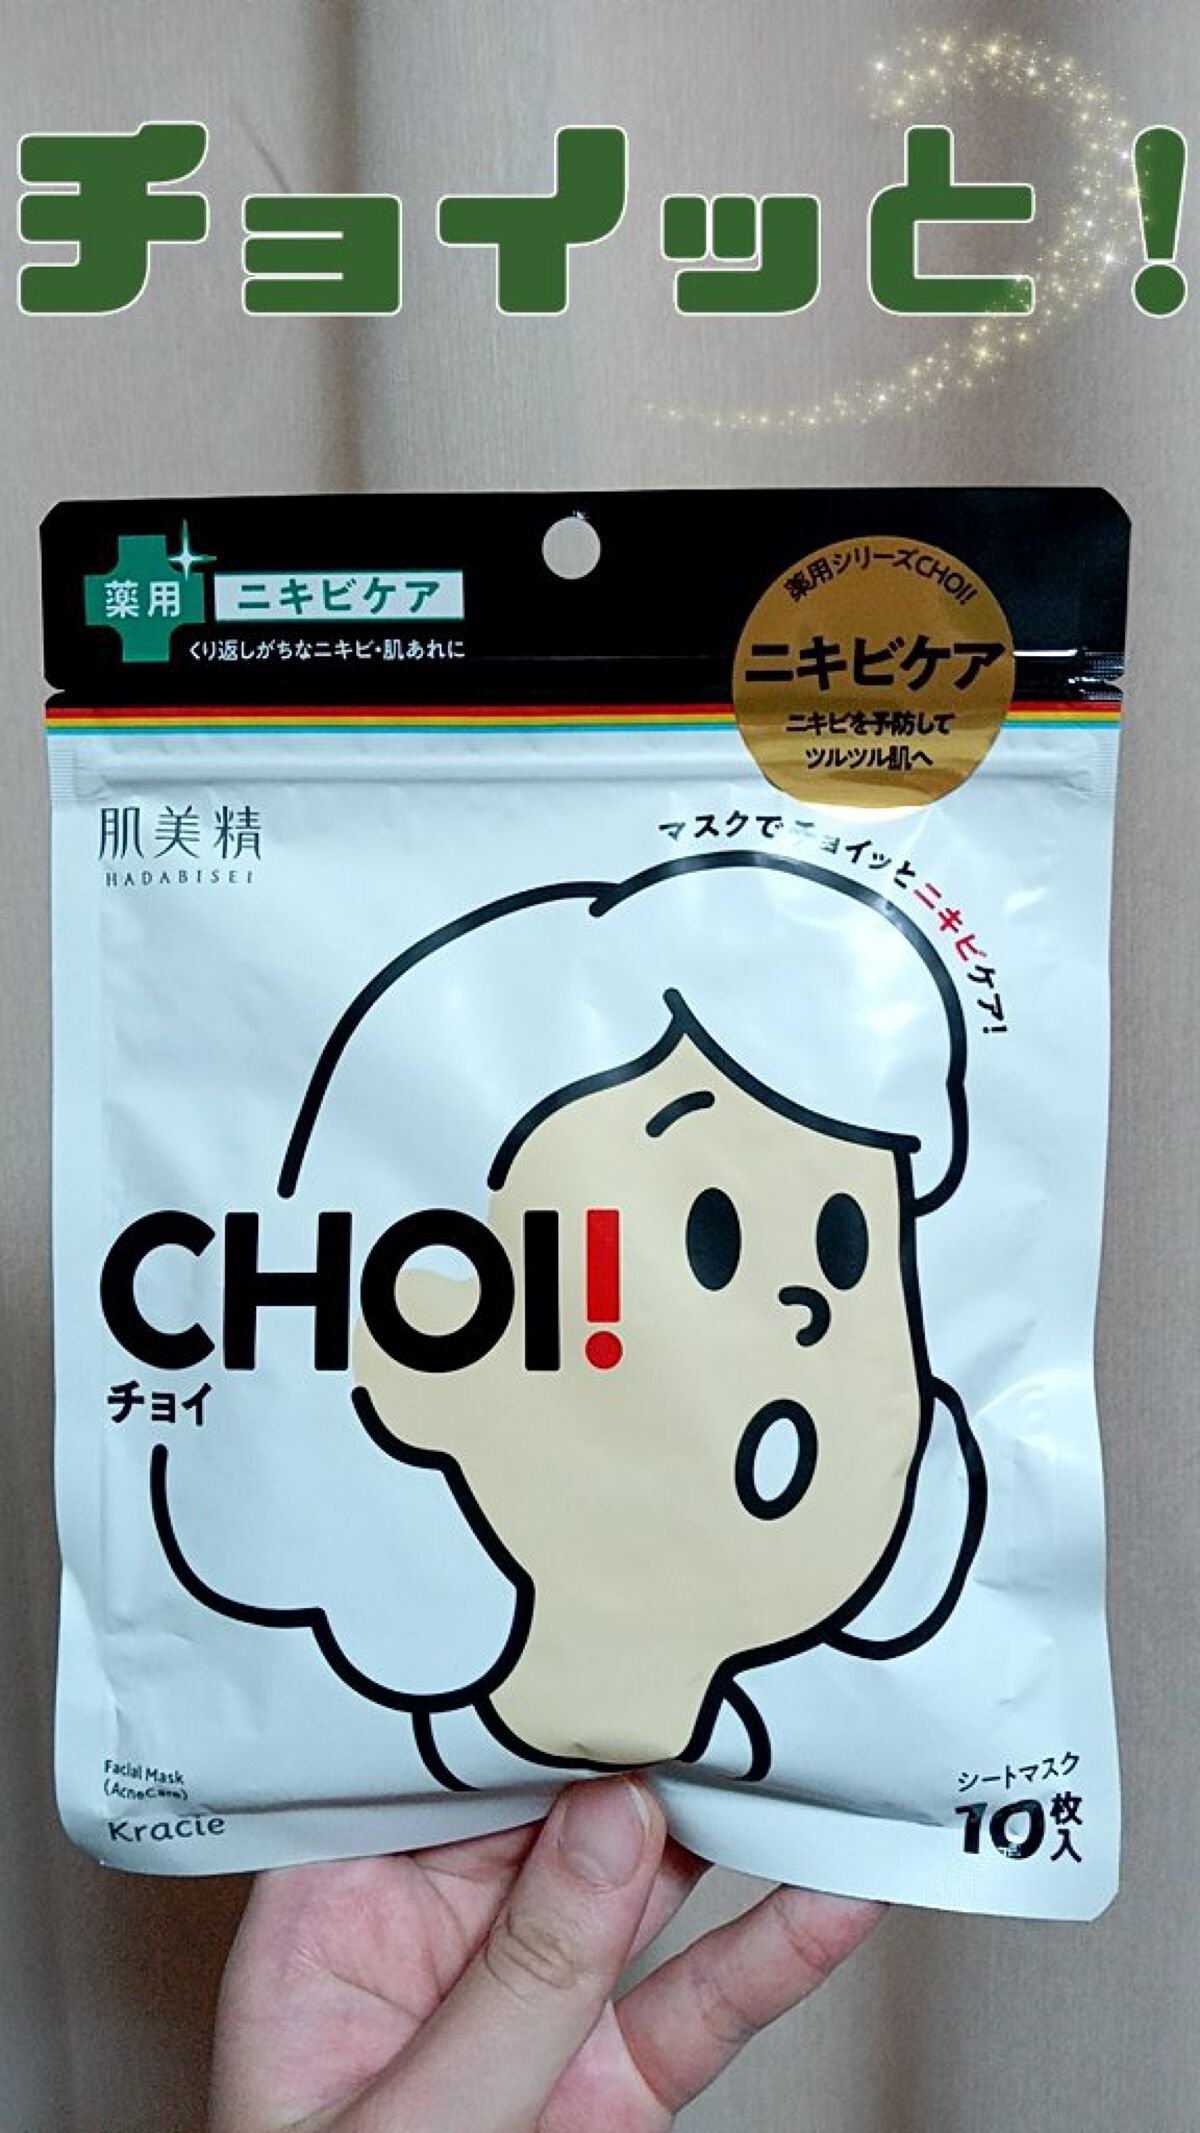 チョイッと!
薬用
ニキビケア
くり返しがちなニキビ・肌あれに
薬用シリーズCHOI!
ニキビケア
ニキビを予防して
ツルツル肌へ
肌美精
HADABISEI
マスクでチョイッとニキビケア!
CHOI!
チョイ
Facial Mask
(AcneCare)
Kracie
シートマスク
10枚入